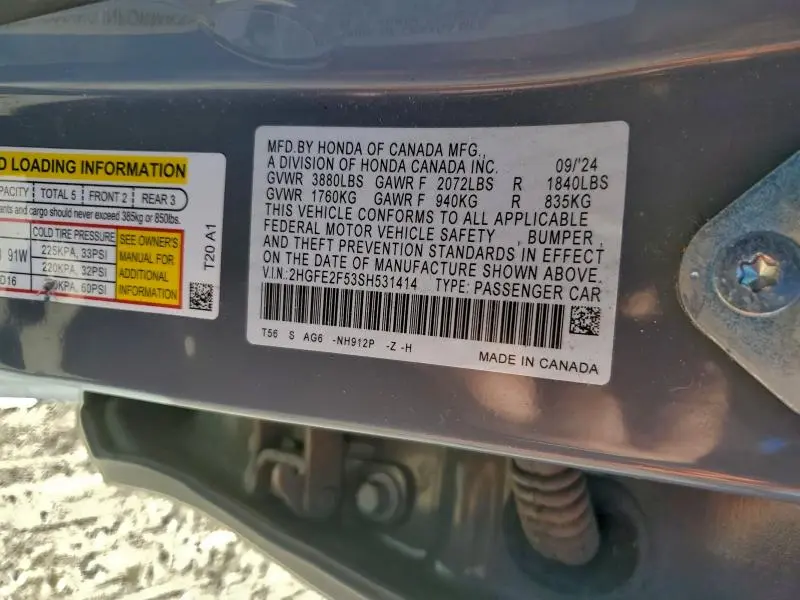 D LOADING INFORMATION
PACITY TOTAL 5 FRONT 2 REAR 3
ants and cargo should never exceed 385kg or 850lbs.
COLD TIRE PRESSURE
91W 225KPA, 33PSI
220KPA, 32PSI
D16 0KPA, 60PSI
SEE OWNER'S
MANUAL FOR
ADDITIONAL
INFORMATION
T20 A1
MFD.BY HONDA OF CANADA MFG.,
A DIVISION OF HONDA CANADA INC. 09/'24
GVWR 3880LBS GAWR F 2072LBS R 1840LBS
GVWR 1760KG GAWR F 940KG R 835KG
THIS VEHICLE CONFORMS TO ALL APPLICABLE
FEDERAL MOTOR VEHICLE SAFETY , BUMPER ,
AND THEFT PREVENTION STANDARDS IN EFFECT
ON THE DATE OF MANUFACTURE SHOWN ABOVE.
V.I.N:2HGFE2F53SH531414 TYPE: PASSENGER CAR
T56 S AG6 -NH912P -Z -H
MADE IN CANADA